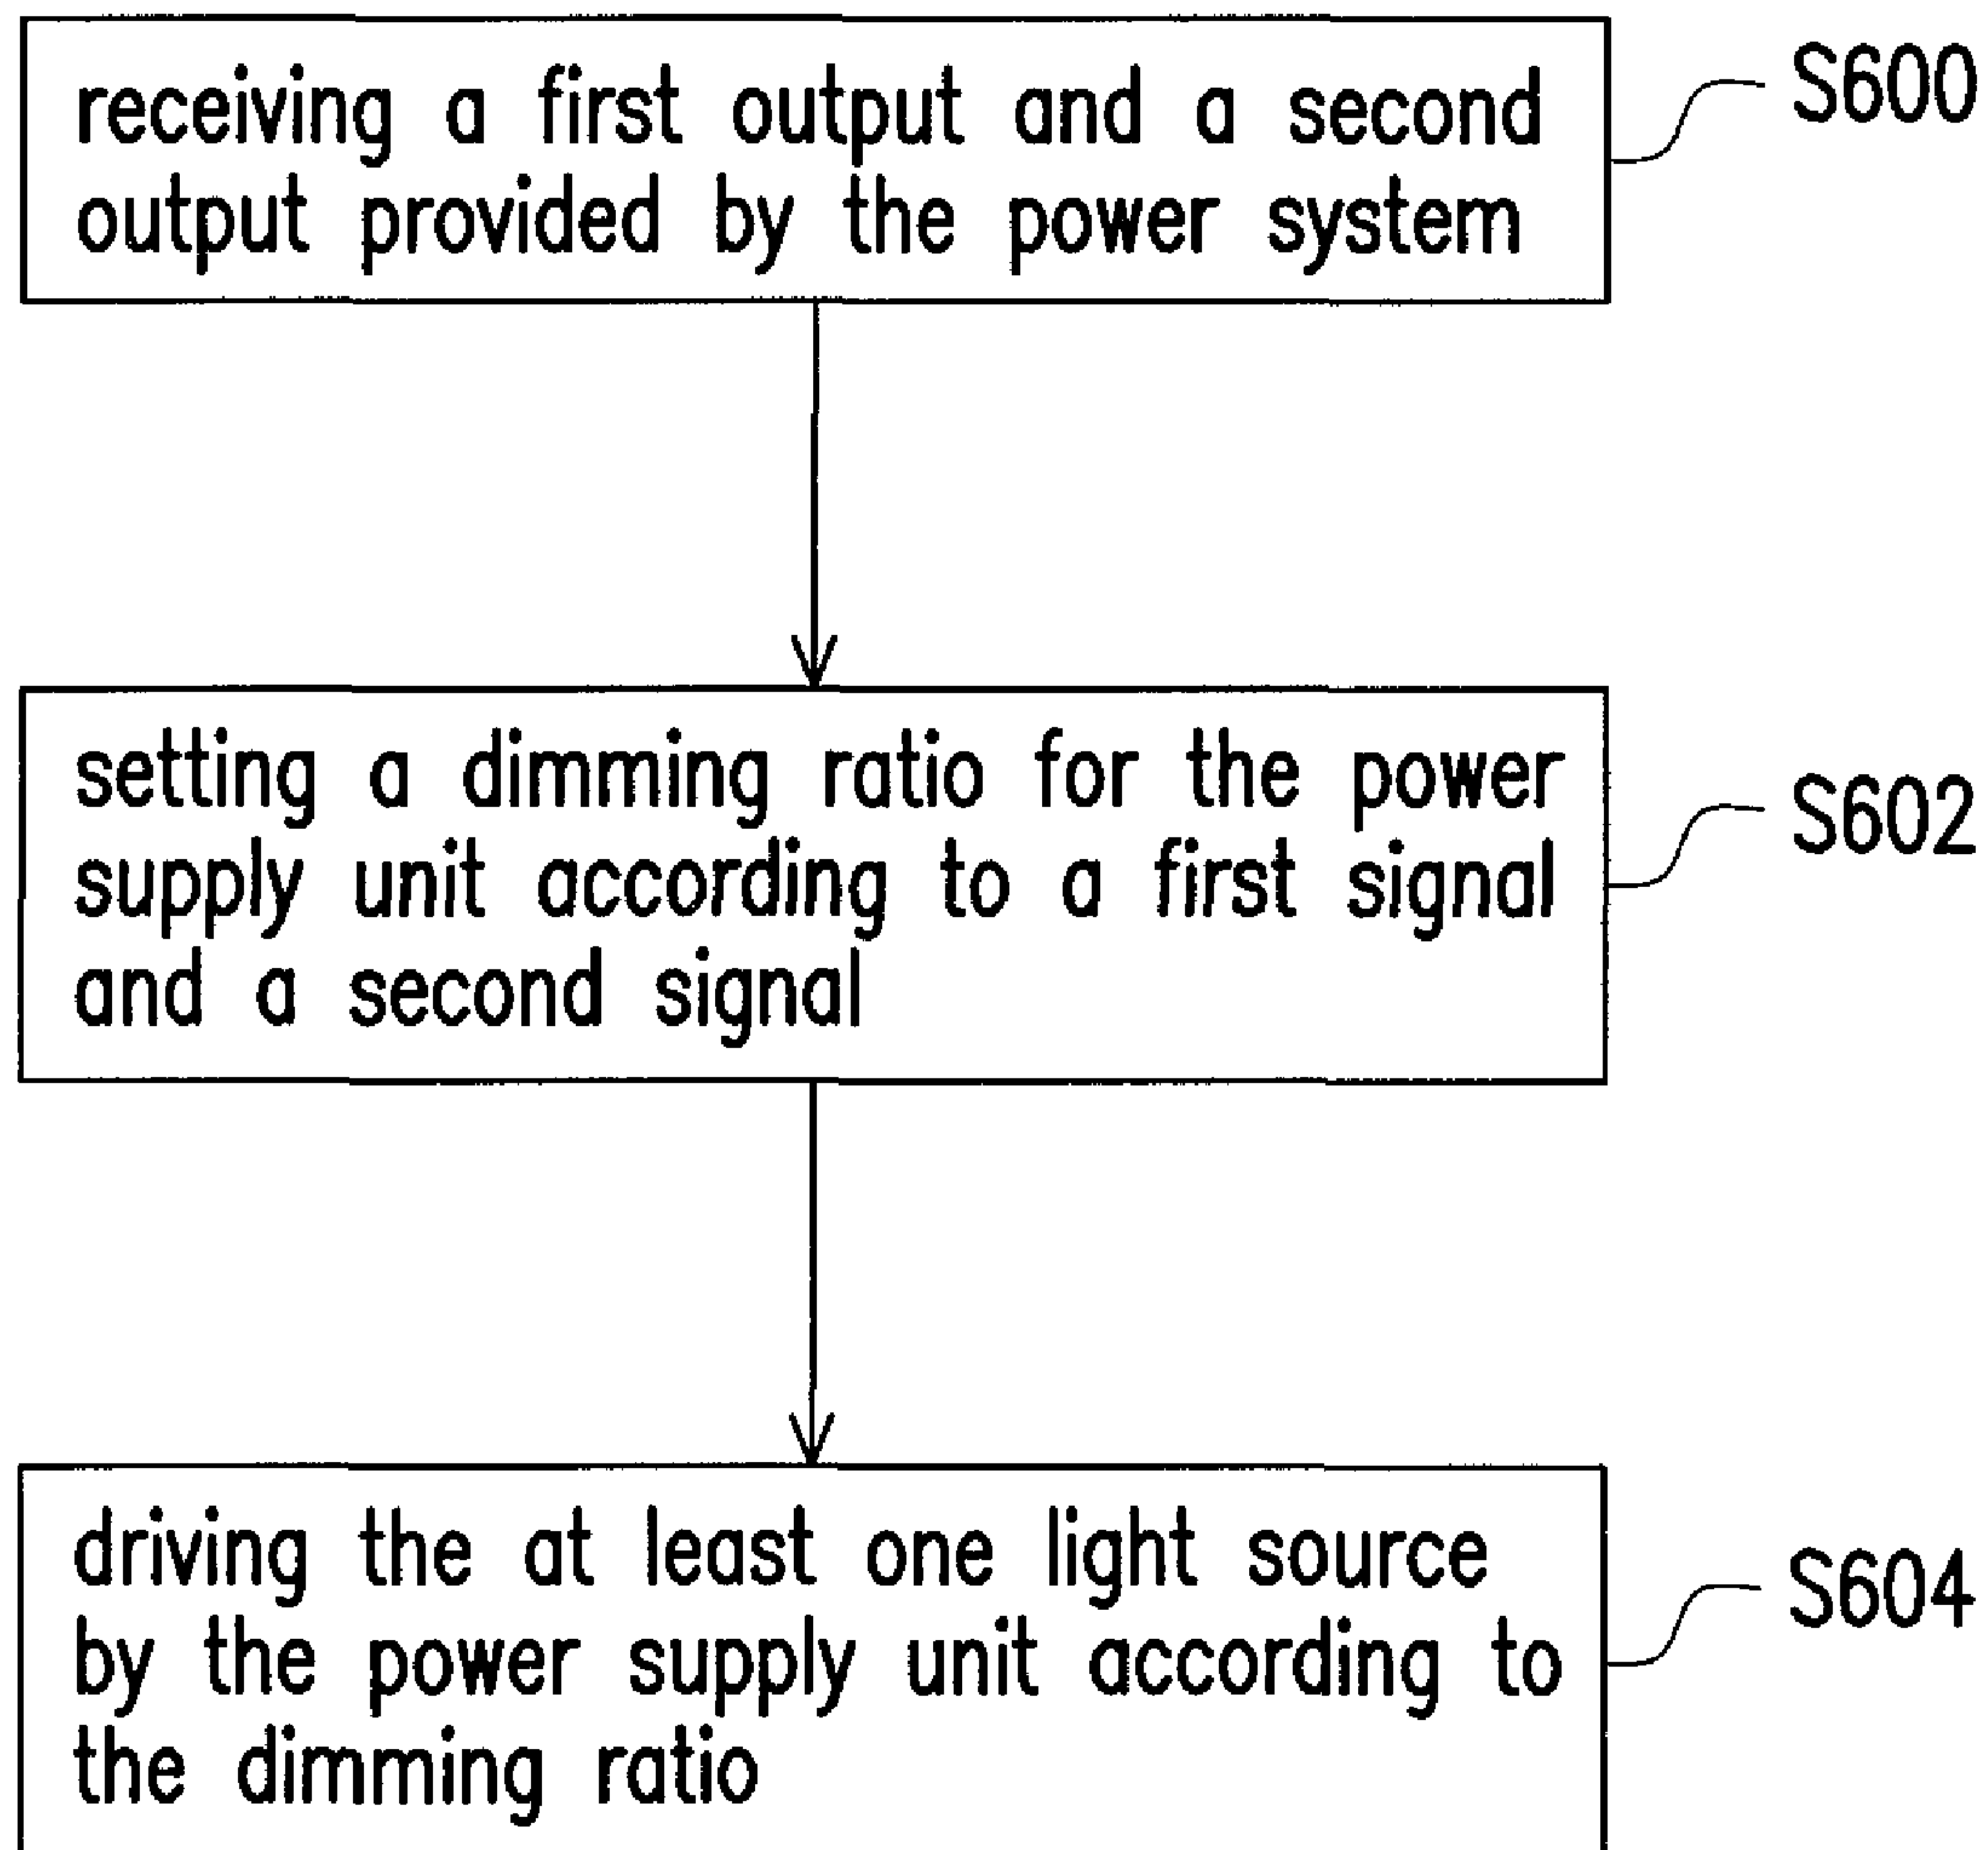 receiving a first output and a second
output provided by the power system
S600
setting a dimming ratio for the power
supply unit according to a first signal
and a second signal
S602
driving the at least one light source
by the power supply unit according to
the dimming ratio
S604